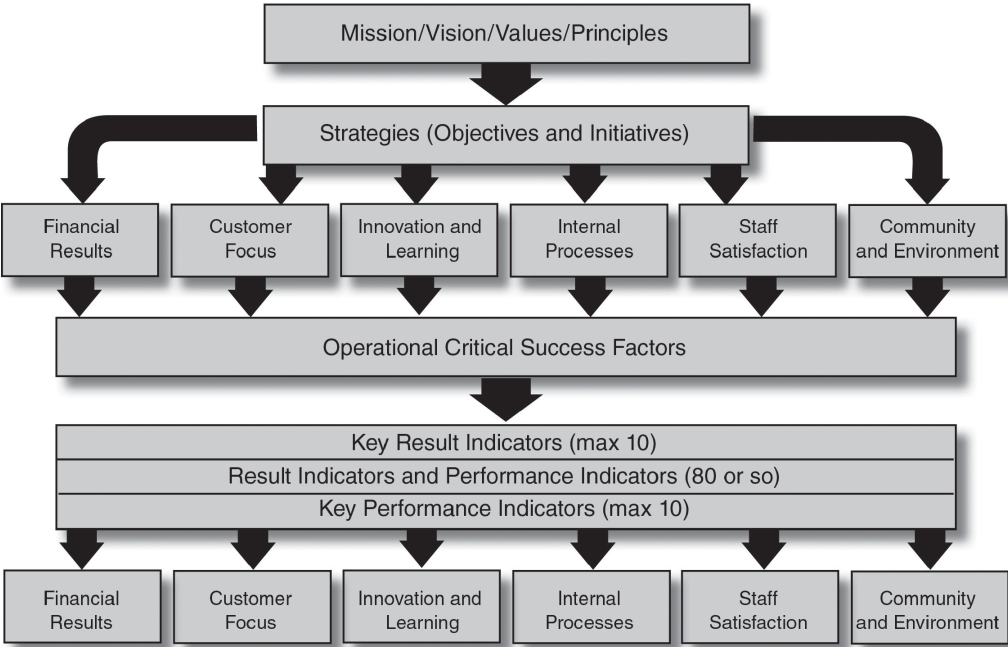 Mission/Vision/Values/Principles
Strategies (Objectives and Initiatives)
Financial
Results
Customer
Focus
Innovation and
Learning
Internal
Processes
Staff
Satisfaction
Community
and Environment
Operational Critical Success Factors
Key Result Indicators (max 10)
Result Indicators and Performance Indicators (80 or so)
Key Performance Indicators (max 10)
Financial
Results
Customer
Focus
Innovation and
Learning
Internal
Processes
Staff
Satisfaction
Community
and Environment